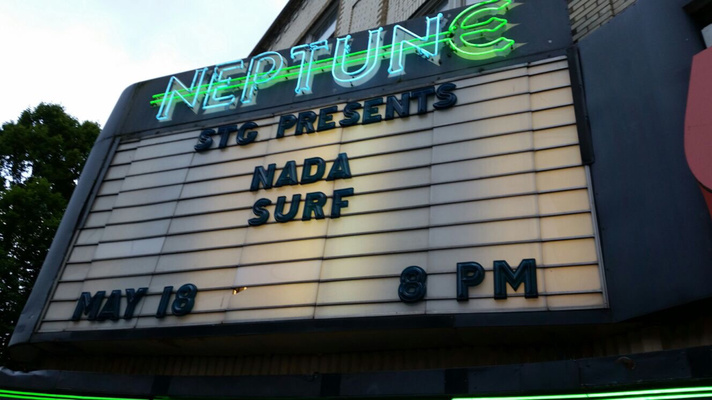 NEPTUNE
STG PRESENTS
NADA
SURF
MAY 18 8 PM